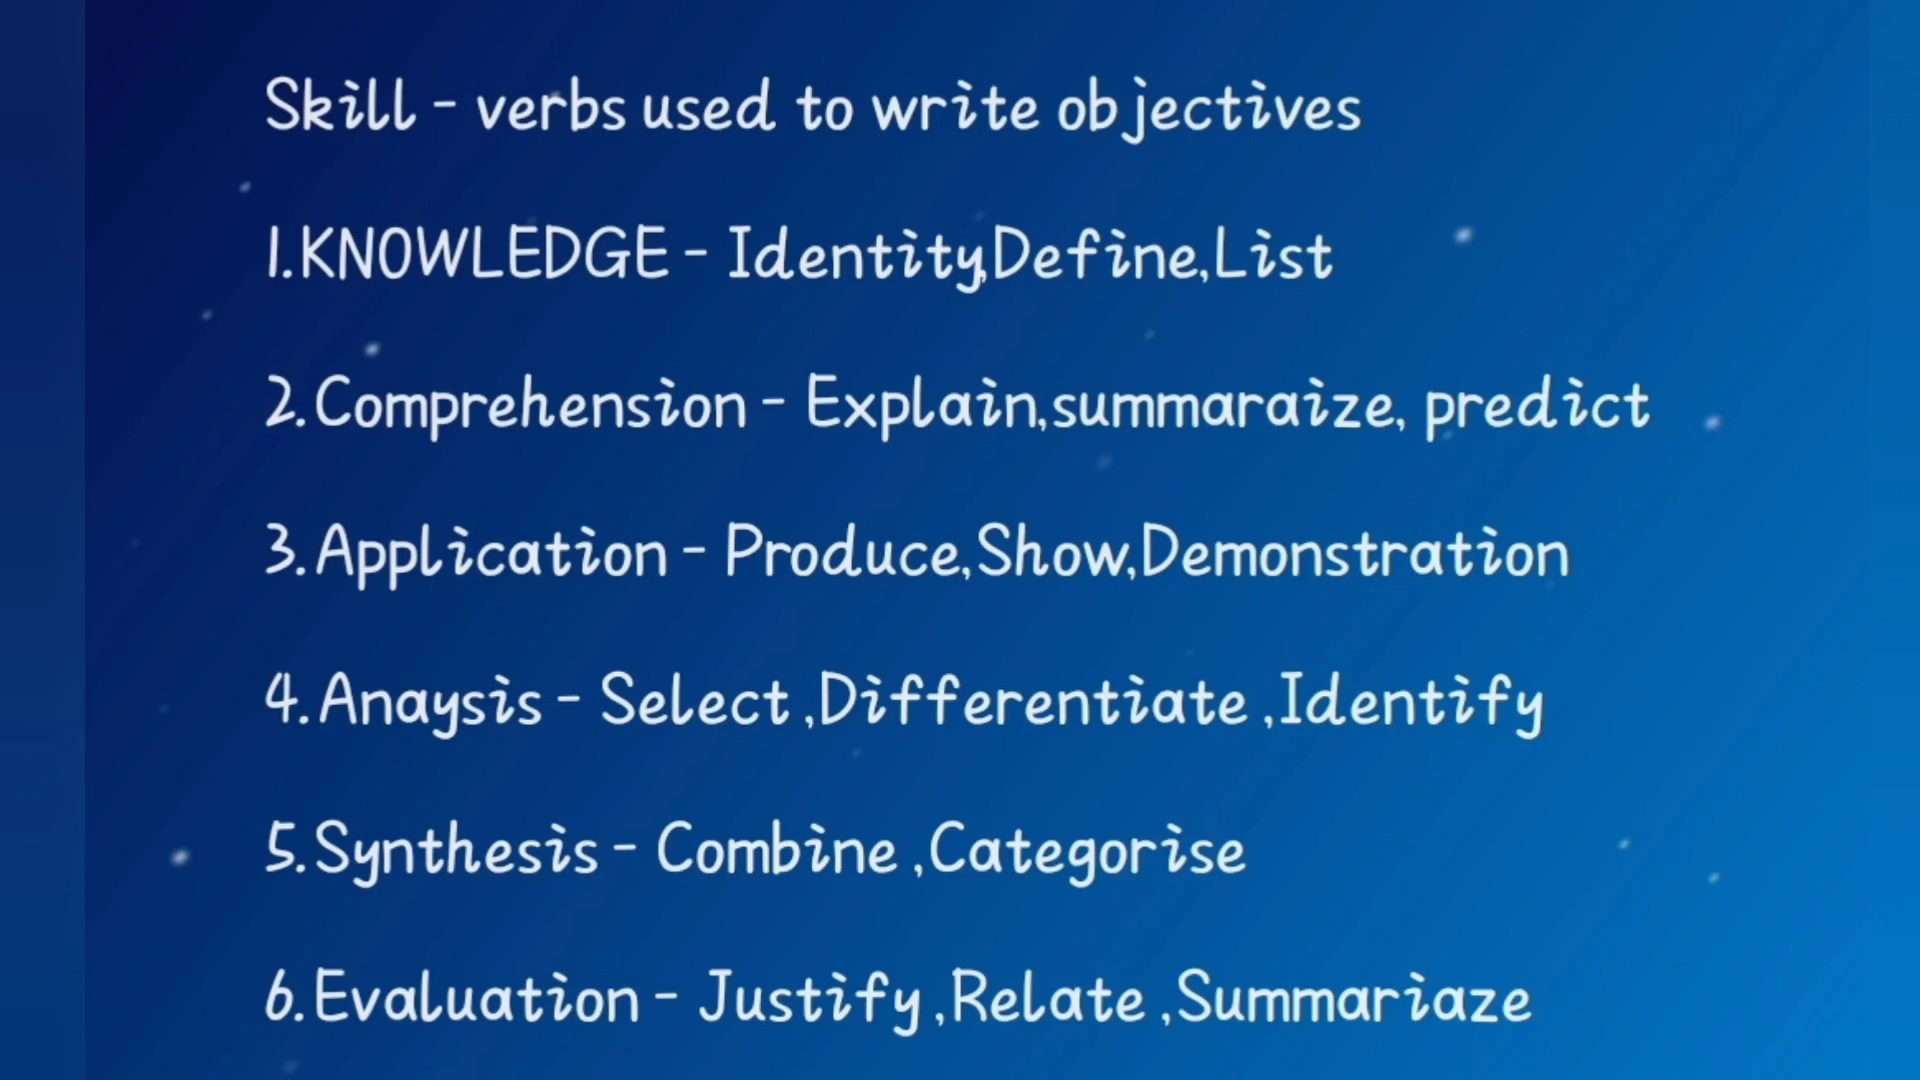 Skill - verbs used to write objectives
1.KNOWLEDGE - Identity,Define,List
2.Comprehension - Explain,summaraize, predict
3.Application - Produce,Show,Demonstration
4.Anaysis - Select ,Differentiate ,Identify
5.Synthesis - Combine ,Categorise
6.Evaluation - Justify ,Relate ,Summariaze